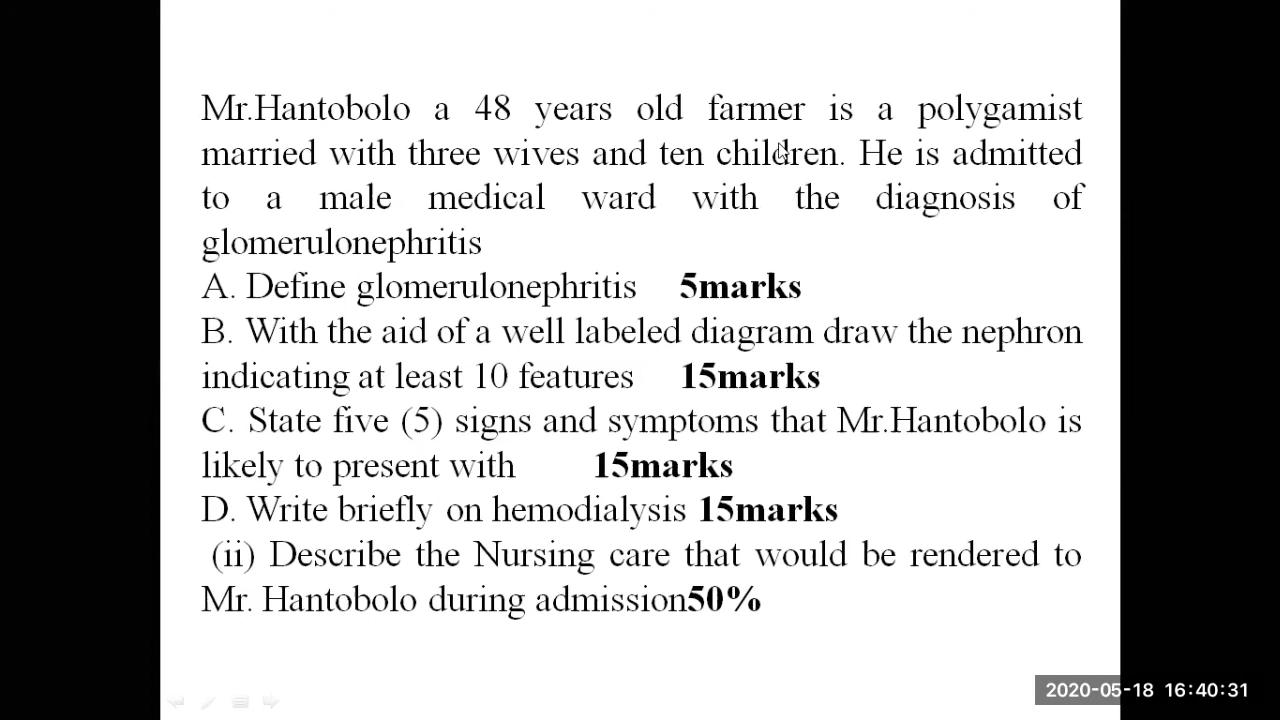 Mr.Hantobolo a 48 years old farmer is a polygamist
married with three wives and ten children. He is admitted
to a male medical ward with the diagnosis of
glomerulonephritis
A. Define glomerulonephritis 5marks
B. With the aid of a well labeled diagram draw the nephron
indicating at least 10 features 15marks
C. State five (5) signs and symptoms that Mr.Hantobolo is
likely to present with 15marks
D. Write briefly on hemodialysis 15marks
(ii) Describe the Nursing care that would be rendered to
Mr. Hantobolo during admission50%
2020-05-18 16:40:31